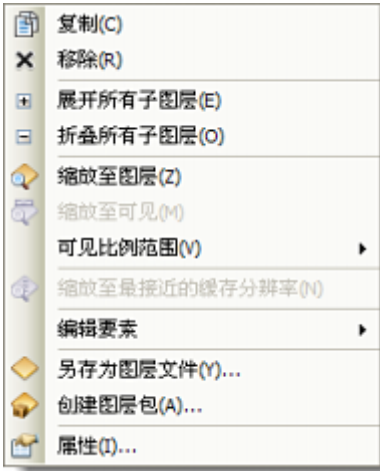 复制(C)
移除(R)
展开所有子图层(E)
折叠所有子图层(O)
缩放至图层(Z)
缩放至可见(M)
可见比例范围(V)
缩放至最接近的缓存分辨率(N)
编辑要素
另存为图层文件(Y)...
创建图层包(A)...
属性(I)...